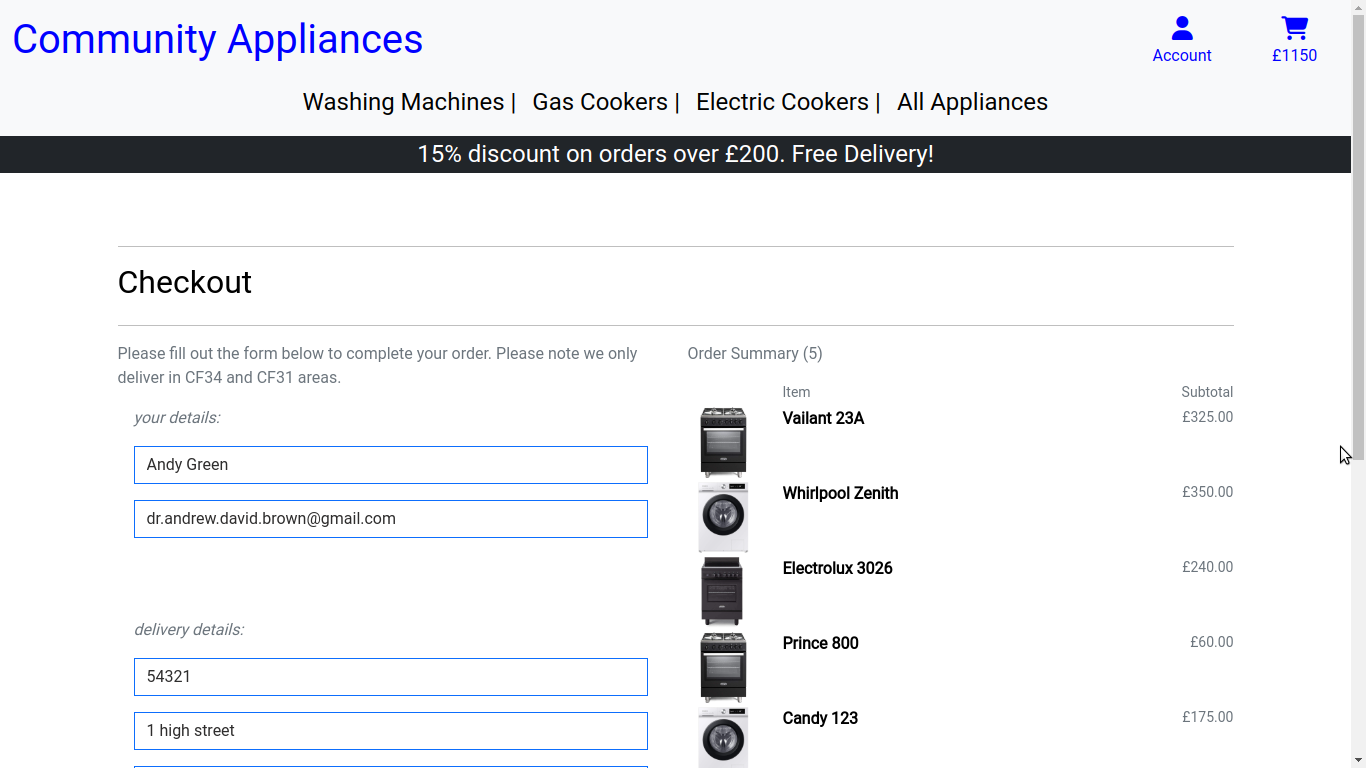 Community Appliances
Account
£1150
Washing Machines | Gas Cookers | Electric Cookers | All Appliances
15% discount on orders over £200. Free Delivery!
Checkout
Please fill out the form below to complete your order. Please note we only
deliver in CF34 and CF31 areas.
your details:
Andy Green
dr.andrew.david.brown@gmail.com
delivery details:
54321
1 high street
Order Summary (5)
Item Subtotal
Vailant 23A £325.00
Whirlpool Zenith £350.00
Electrolux 3026 £240.00
Prince 800 £60.00
Candy 123 £175.00